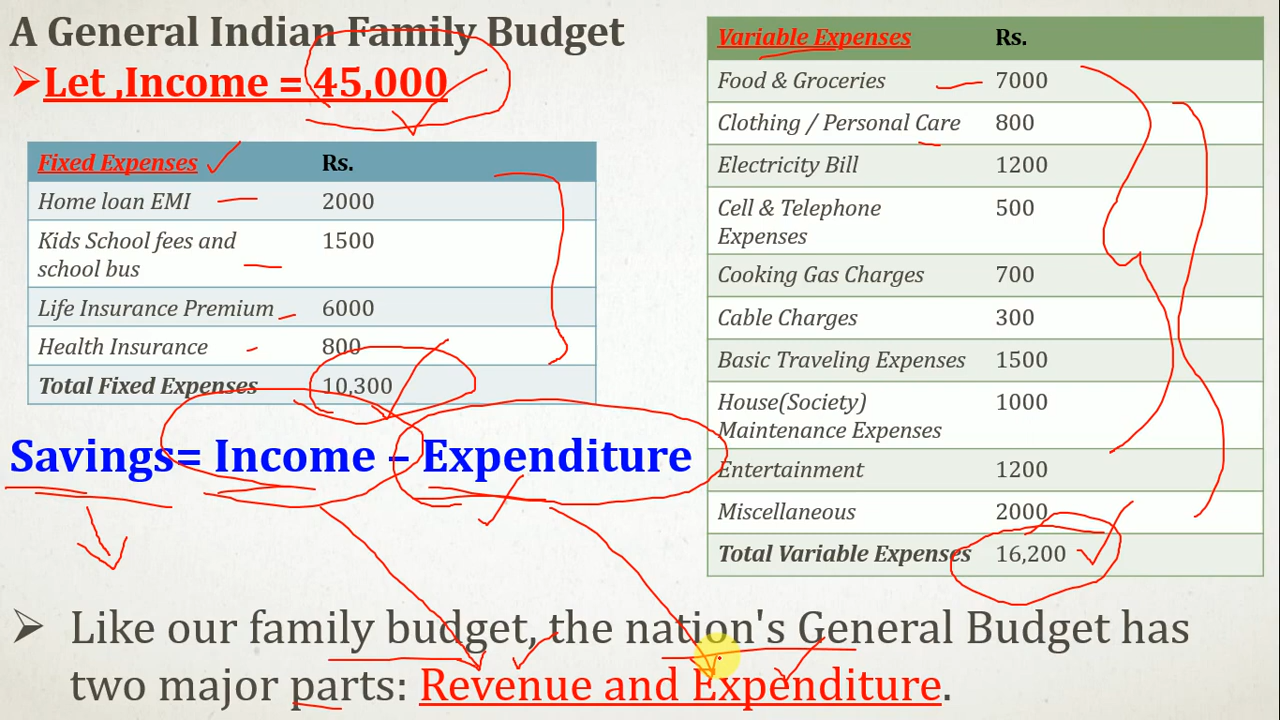 A General Indian Family Budget
➢Let ,Income = 45,000
Fixed Expenses Rs.
Home loan EMI 2000
Kids School fees and 1500
school bus
Life Insurance Premium 6000
Health Insurance 800
Total Fixed Expenses 10,300
Savings= Income – Expenditure
Variable Expenses Rs.
Food & Groceries 7000
Clothing / Personal Care 800
Electricity Bill 1200
Cell & Telephone 500
Expenses
Cooking Gas Charges 700
Cable Charges 300
Basic Traveling Expenses 1500
House(Society) 1000
Maintenance Expenses
Entertainment 1200
Miscellaneous 2000
Total Variable Expenses 16,200
➢ Like our family budget, the nation's General Budget has
two major parts: Revenue and Expenditure.